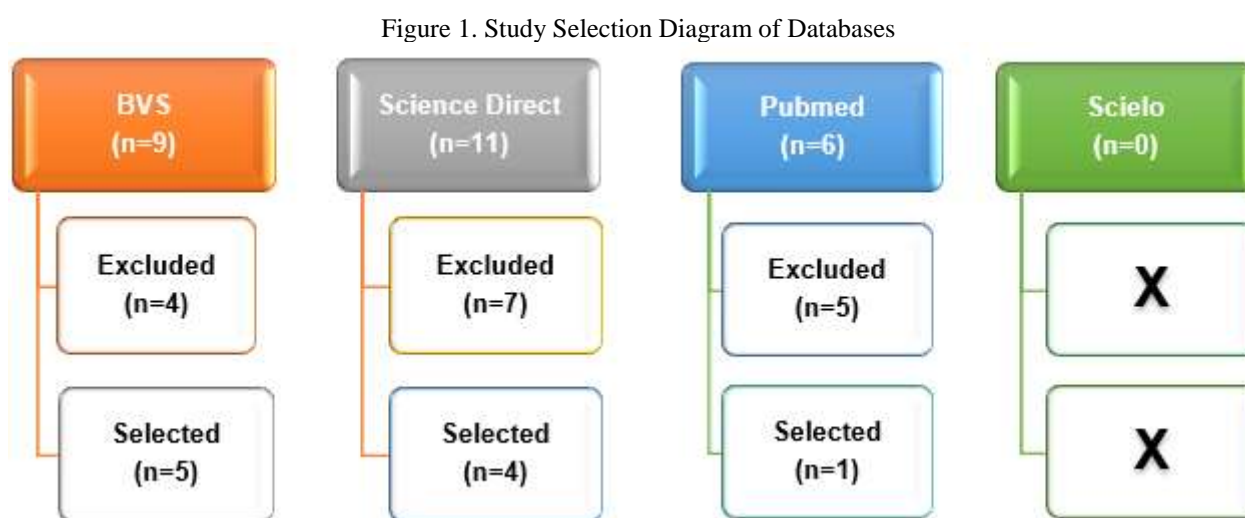 Figure 1. Study Selection Diagram of Databases
BVS
(n=9)
Excluded
(n=4)
Selected
(n=5)
Science Direct
(n=11)
Excluded
(n=7)
Selected
(n=4)
Pubmed
(n=6)
Excluded
(n=5)
Selected
(n=1)
Scielo
(n=0)
X
X